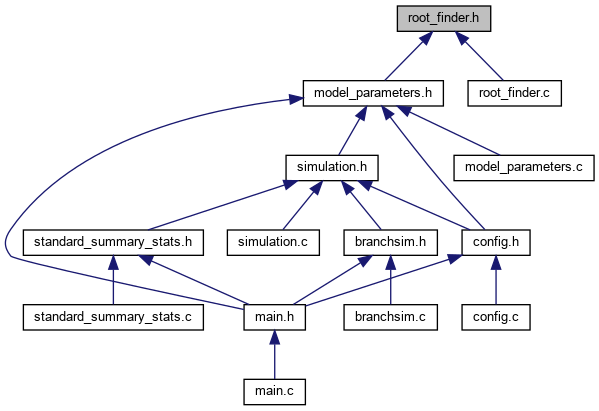 root_finder.h
model_parameters.h
root_finder.c
simulation.h
model_parameters.c
standard_summary_stats.h
simulation.c
branchsim.h
config.h
standard_summary_stats.c
main.h
branchsim.c
config.c
main.c